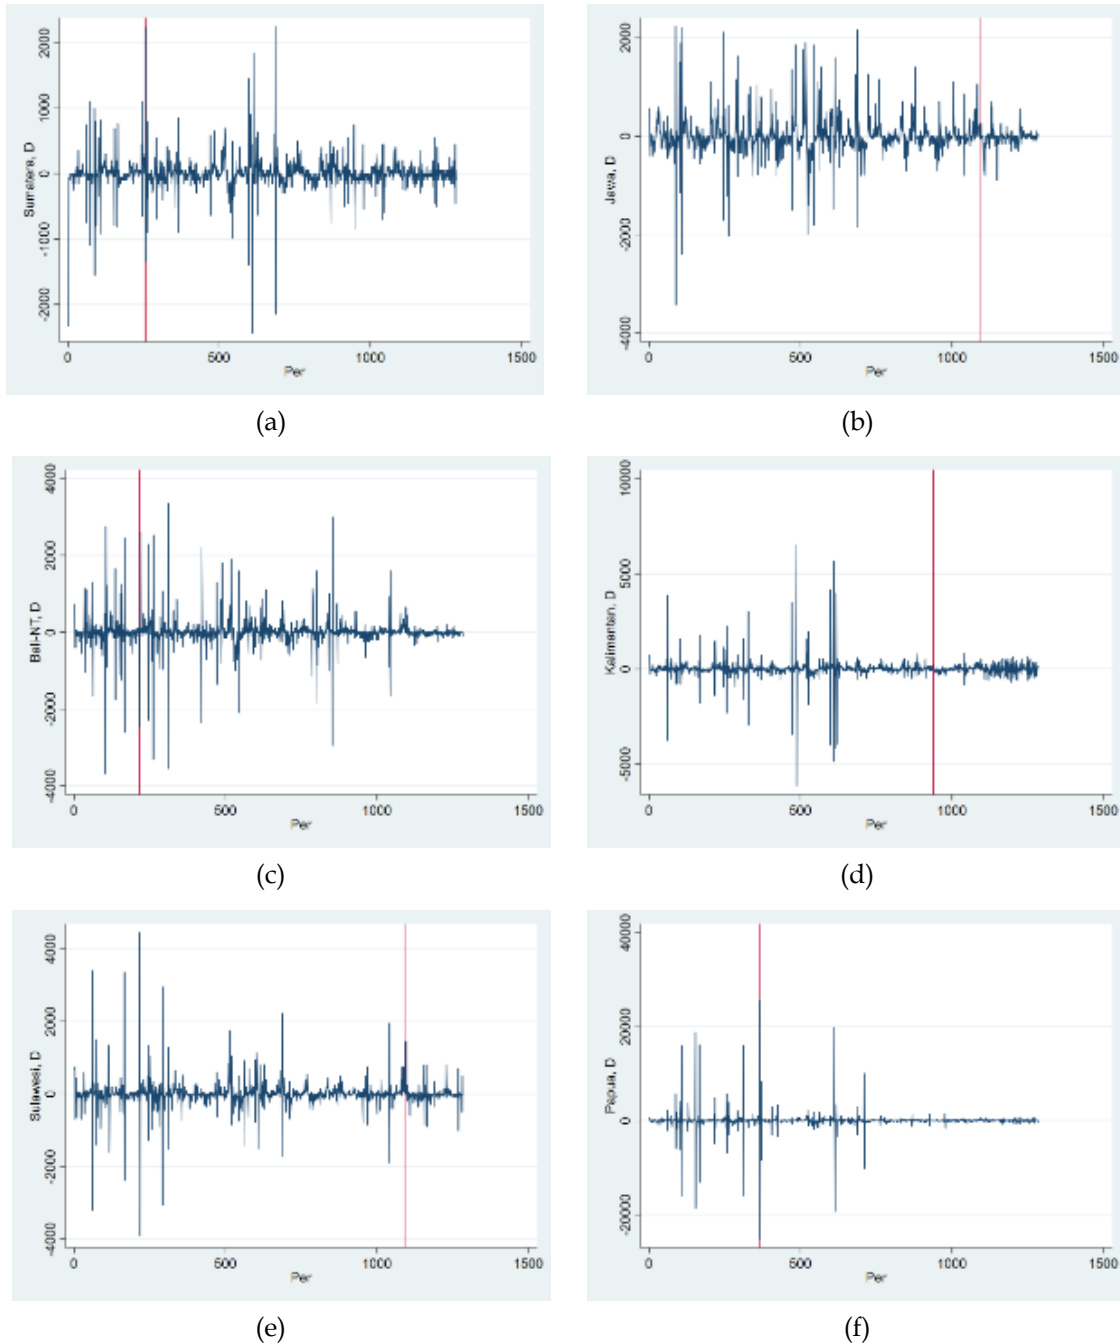 2000
1000
0
-1000
-2000
Sumatera, D
0 500 1000 1500
Per
(a)
2000
0
-2000
-4000
Jawa, D
0 500 1000 1500
Per
(b)
4000
2000
0
-2000
-4000
Bali-NT, D
0 500 1000 1500
Per
(c)
10000
5000
0
-5000
Kalimantan, D
0 500 1000 1500
Per
(d)
4000
2000
0
-2000
-4000
Sulawesi, D
0 500 1000 1500
Per
(e)
40000
20000
0
-20000
Papua, D
0 500 1000 1500
Per
(f)